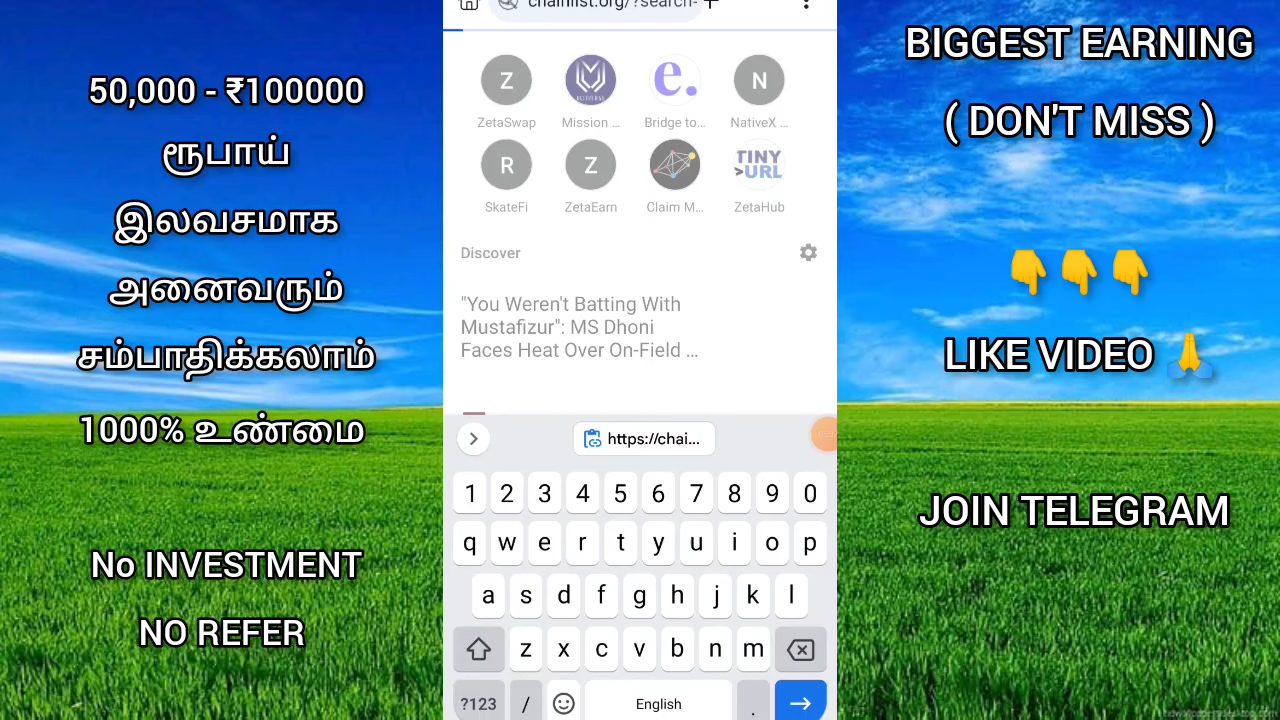 50,000 - ₹100000
ரூபாய்
இலவசமாக
அனைவரும்
சம்பாதிக்கலாம்
1000% உண்மை
No INVESTMENT
NO REFER
chainlist.org/?search-
Z
N
ZetaSwap
Mission ...
Bridge to...
NativeX ...
R
Z
TINY
>URL
SkateFi
ZetaEarn
Claim M...
ZetaHub
Discover
"You Weren't Batting With
Mustafizur": MS Dhoni
Faces Heat Over On-Field ...
https://chai...
1 2 3 4 5 6 7 8 9 0
q w e r t y u i o p
a s d f g h j k l
z x c v b n m
?123 / English .
BIGGEST EARNING
( DON'T MISS )
LIKE VIDEO
JOIN TELEGRAM